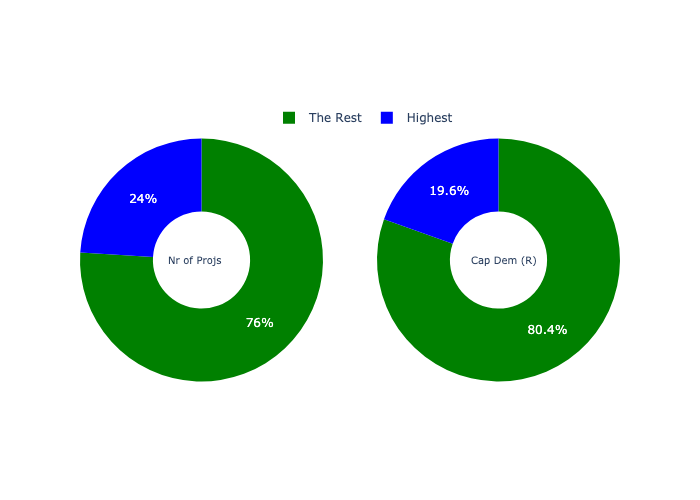 The Rest
Highest
24%
Nr of Projs
76%
19.6%
Cap Dem (R)
80.4%